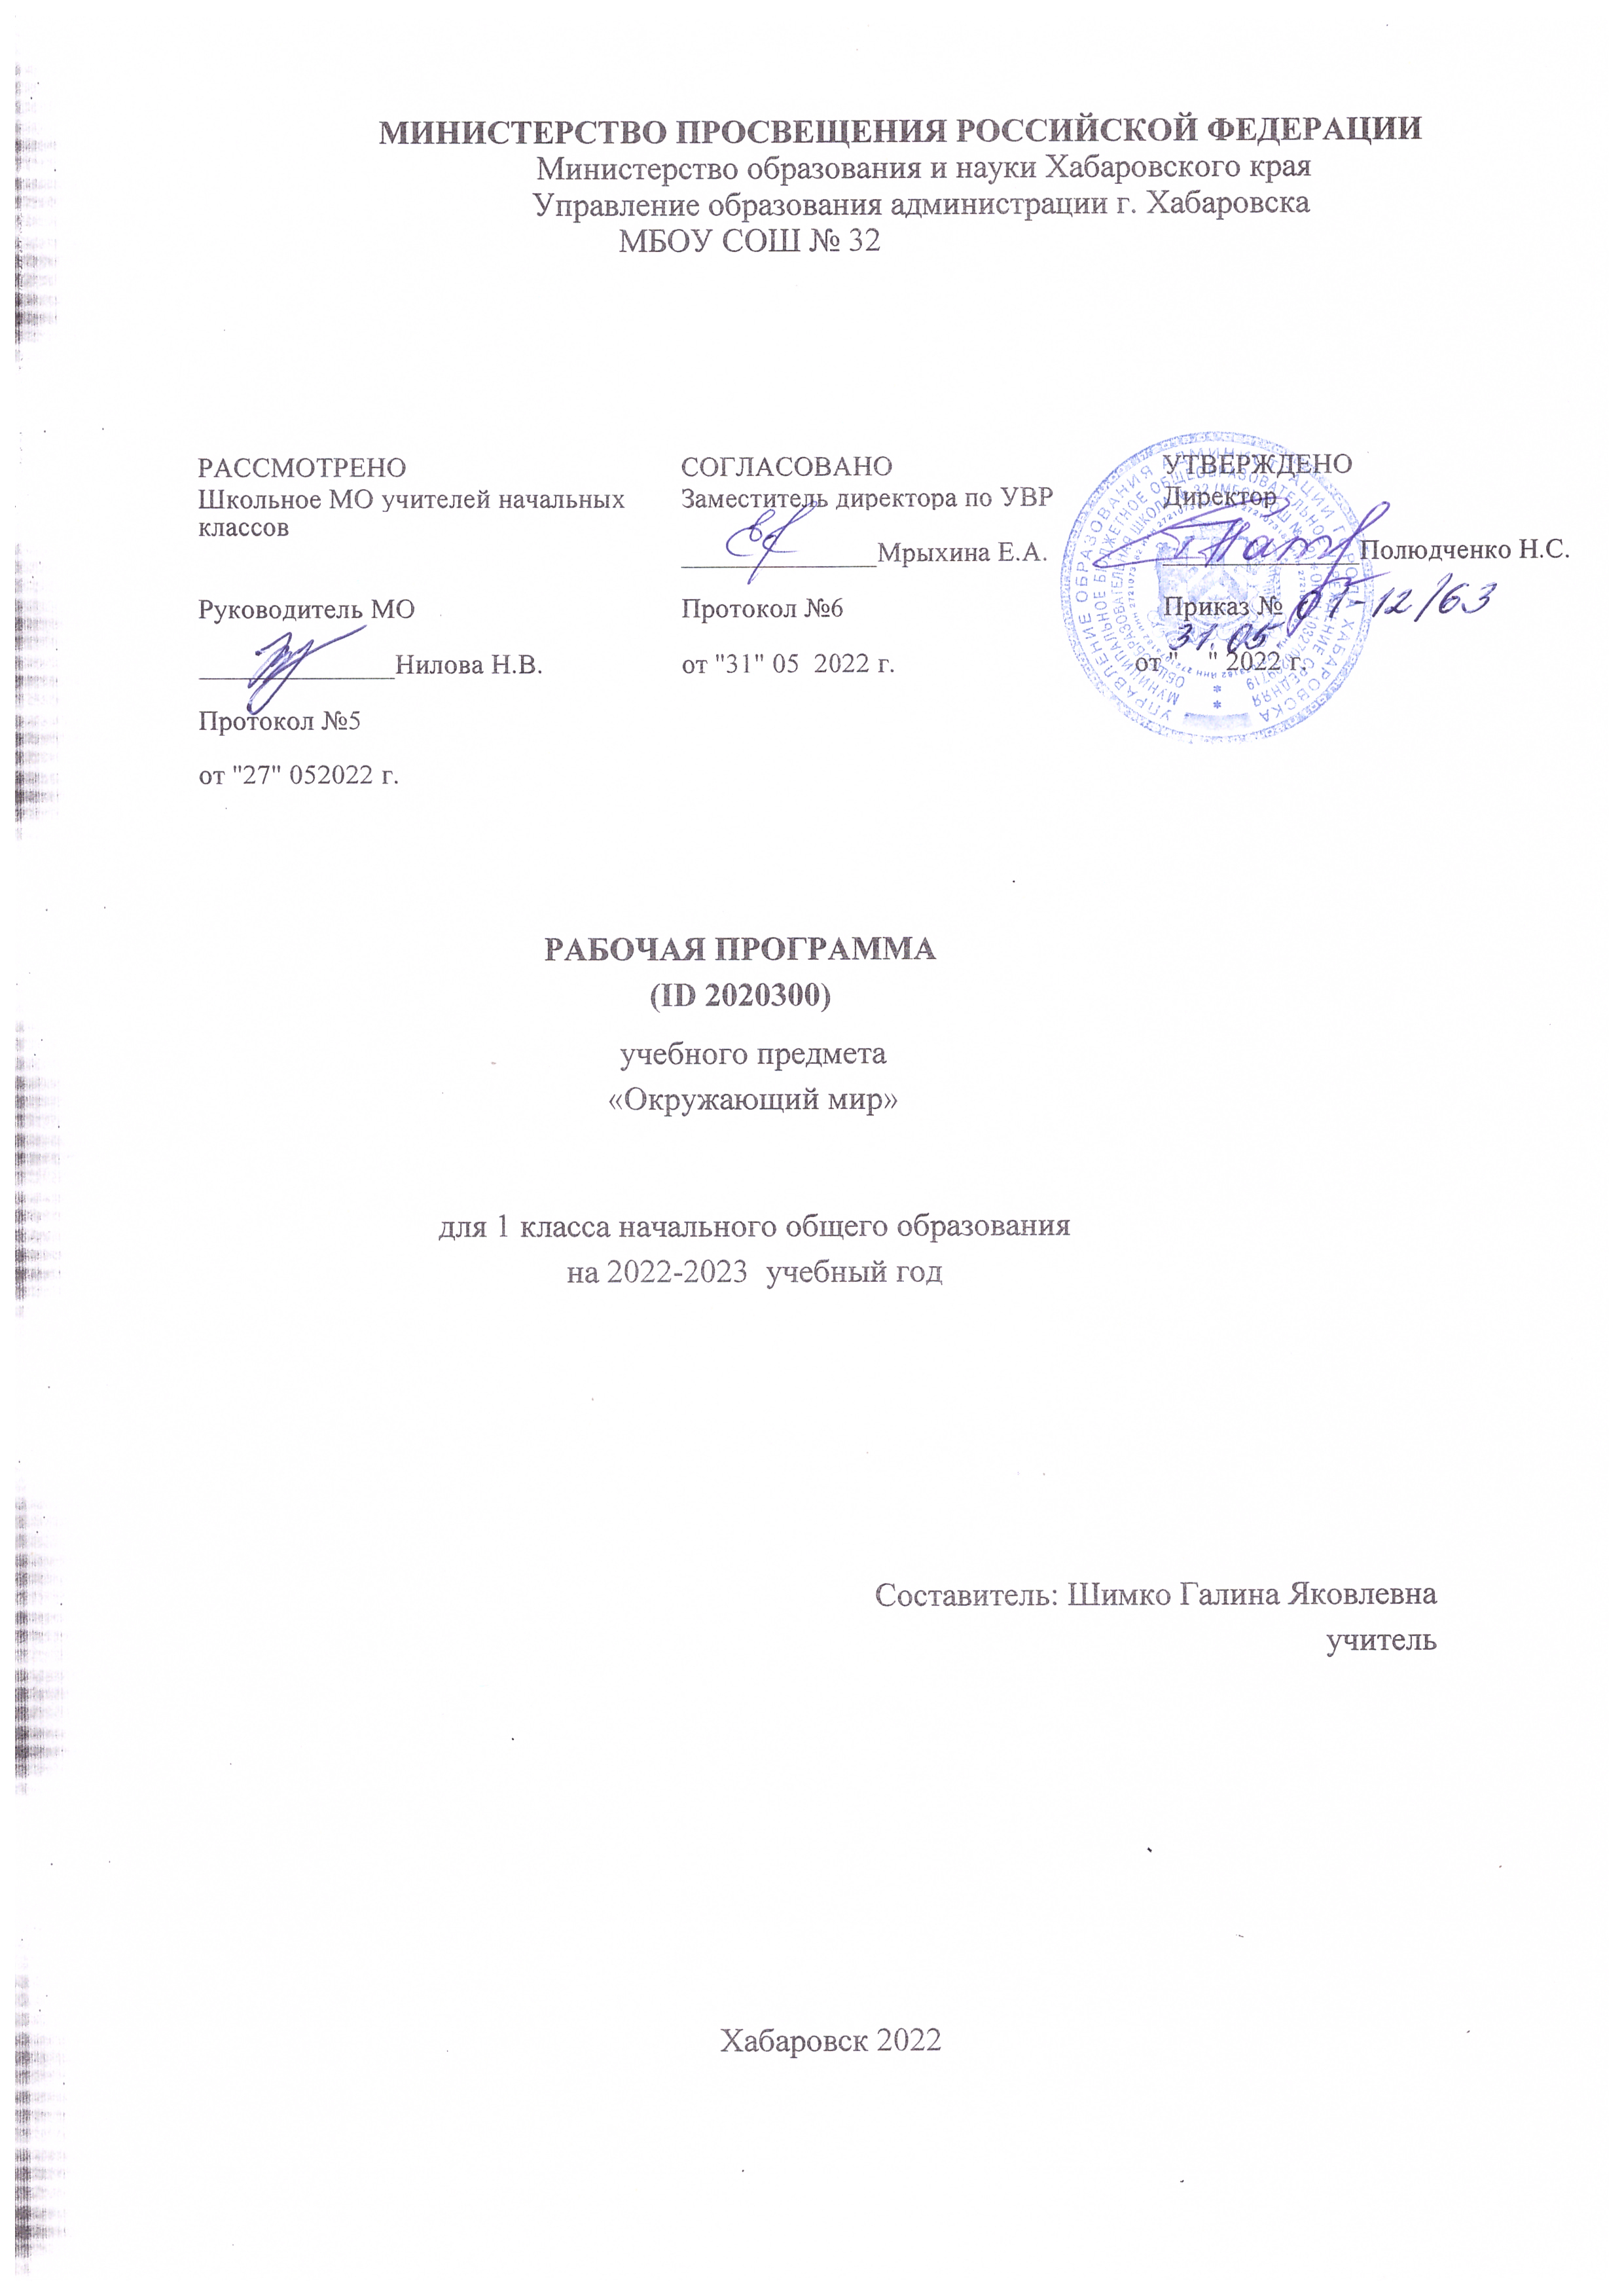 МИНИСТЕРСТВО ПРОСВЕЩЕНИЯ РОССИЙСКОЙ ФЕДЕРАЦИИ
Министерство образования и науки Хабаровского края
Управление образования администрации г. Хабаровска
МБОУ СОШ № 32
РАССМОТРЕНО
Школьное МО учителей начальных
классов
Руководитель МО
Нилова Н.В.
Протокол №5
от "27" 052022 г.
СОГЛАСОВАНО
Заместитель директора по УВР
Мрыхина Е.А.
Протокол №6
от "31" 05 2022 г.
УТВЕРЖДЕНО
Директор
Полюдченко Н.С.
Приказ № 01-12/63
31.05
от " " 2022 г.
РАБОЧАЯ ПРОГРАММА
(ID 2020300)
учебного предмета
«Окружающий мир»
для 1 класса начального общего образования
на 2022-2023 учебный год
Составитель: Шимко Галина Яковлевна
учитель
Хабаровск 2022